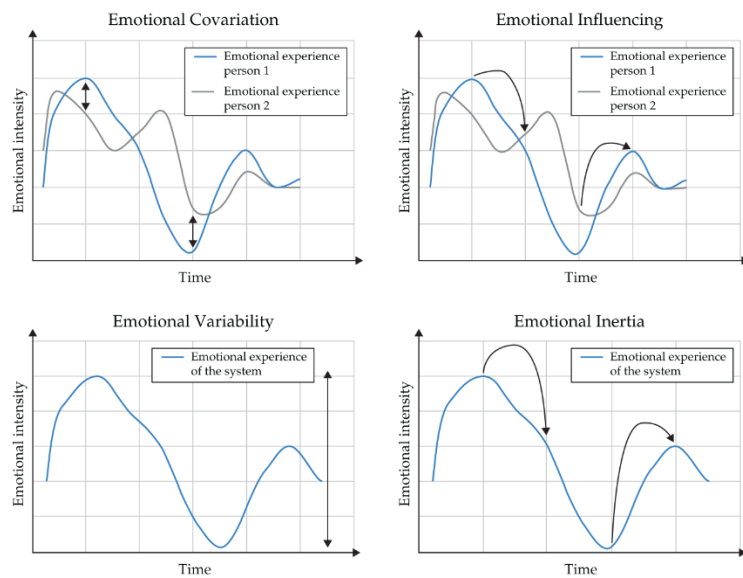 Emotional Covariation
Emotional intensity
Emotional experience
person 1
Emotional experience
person 2
Time
Emotional Influencing
Emotional intensity
Emotional experience
person 1
Emotional experience
person 2
Time
Emotional Variability
Emotional intensity
Emotional experience
of the system
Time
Emotional Inertia
Emotional intensity
Emotional experience
of the system
Time